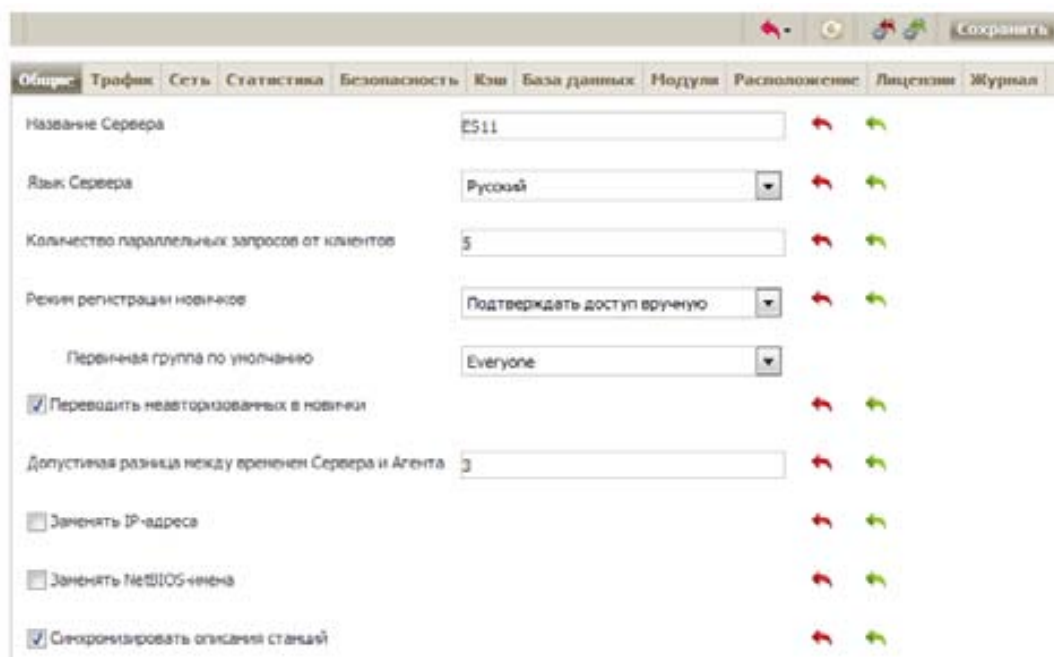 Сохранить
Общие Трафик Сеть Статистика Безопасность Кэш База данных Модули Расположение Лицензии Журнал
Название Сервера ES11
Язык Сервера Русский
Количество параллельных запросов от клиентов 5
Режим регистрации новичков Подтверждать доступ вручную
Первичная группа по умолчанию Everyone
Переводить неавторизованных в новички
Допустимая разница между временем Сервера и Агента 3
Заменять IP-адреса
Заменять NetBIOS-имена
Синхронизировать описания станций